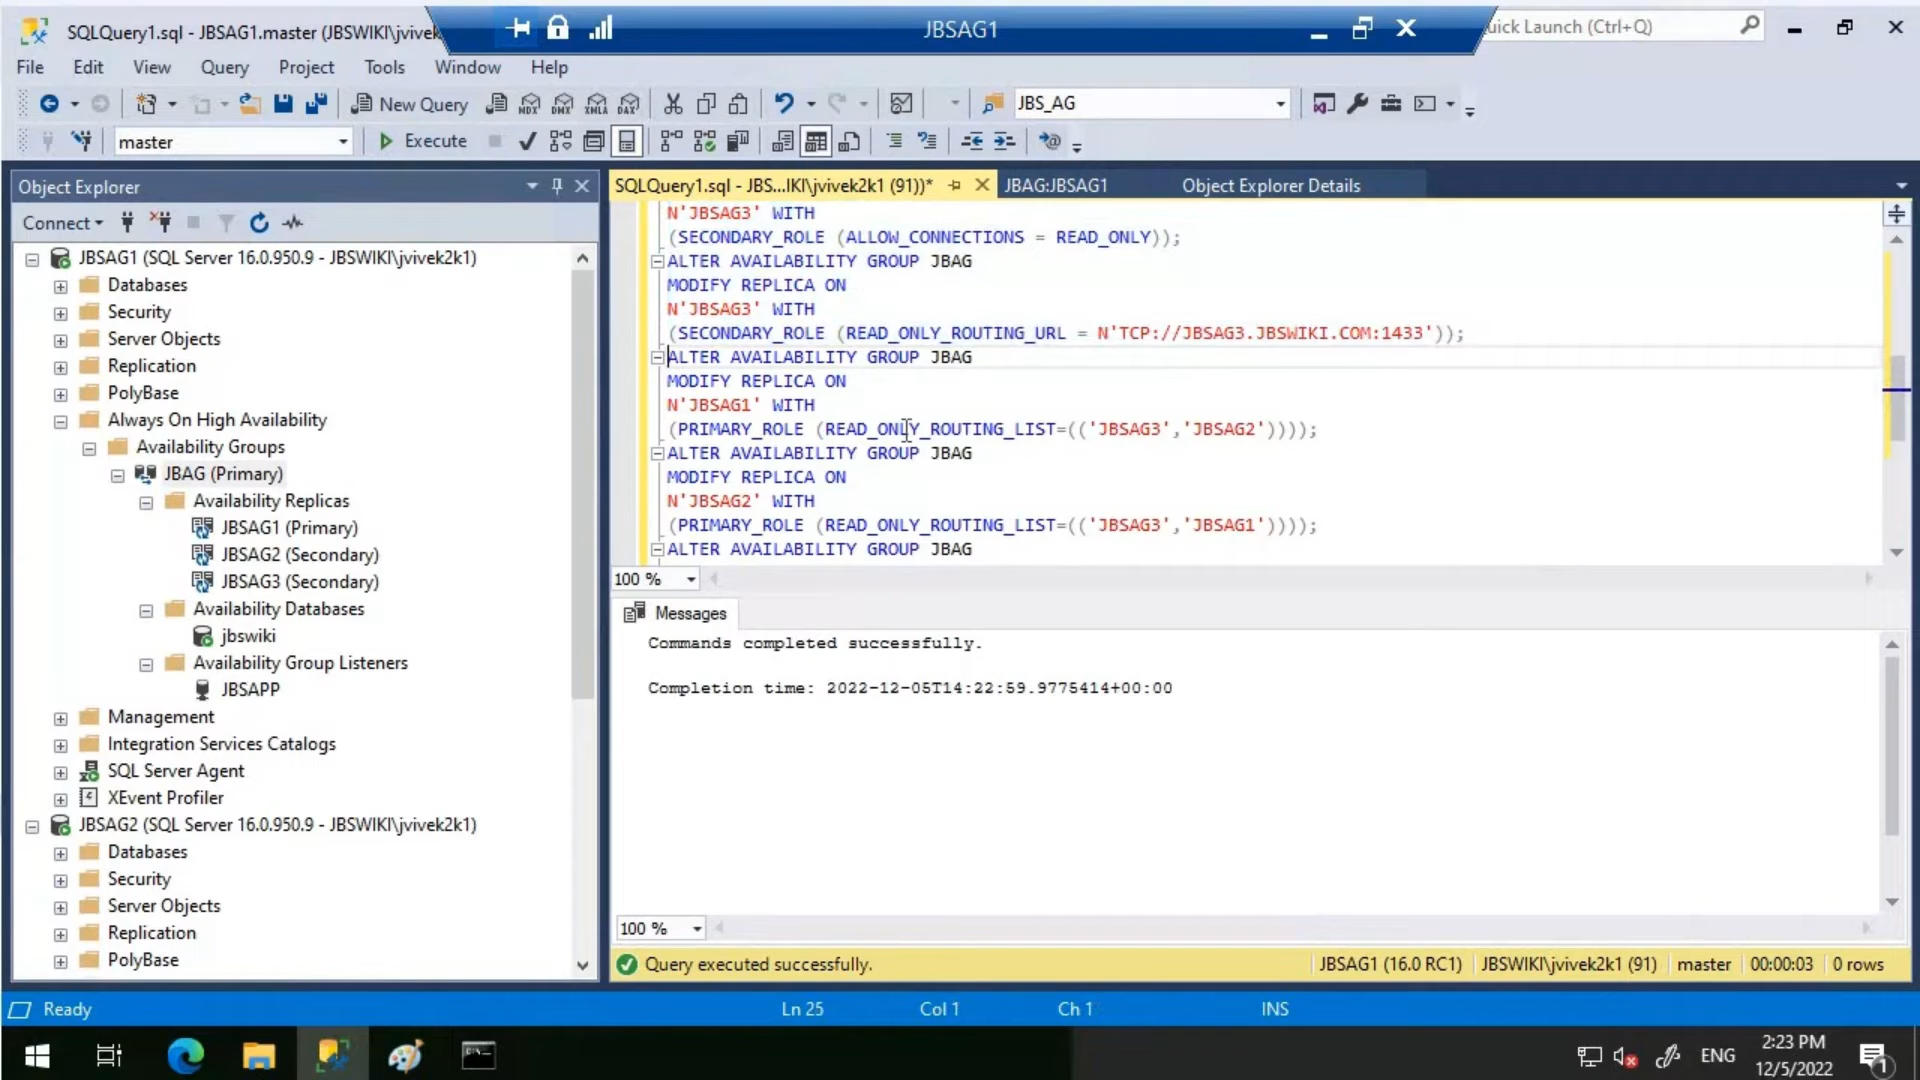 SQLQuery1.sql - JBSAG1.master (JBSWIKI\jvivek
JBSAG1
uick Launch (Ctrl+Q)
File Edit View Query Project Tools Window Help
New Query
MDX DMX XMLA DAX
JBS_AG
master
Execute
Object Explorer
SQLQuery1.sql - JBS...IKI\jvivek2k1 (91))*
JBAG:JBSAG1
Object Explorer Details
Connect
JBSAG1 (SQL Server 16.0.950.9 - JBSWIKI\jvivek2k1)
Databases
Security
Server Objects
Replication
PolyBase
Always On High Availability
Availability Groups
JBAG (Primary)
Availability Replicas
JBSAG1 (Primary)
JBSAG2 (Secondary)
JBSAG3 (Secondary)
Availability Databases
jbswiki
Availability Group Listeners
JBSAPP
Management
Integration Services Catalogs
SQL Server Agent
XEvent Profiler
JBSAG2 (SQL Server 16.0.950.9 - JBSWIKI\jvivek2k1)
Databases
Security
Server Objects
Replication
PolyBase
N'JBSAG3' WITH
(SECONDARY_ROLE (ALLOW_CONNECTIONS = READ_ONLY));
ALTER AVAILABILITY GROUP JBAG
MODIFY REPLICA ON
N'JBSAG3' WITH
(SECONDARY_ROLE (READ_ONLY_ROUTING_URL = N'TCP://JBSAG3.JBSWIKI.COM:1433'));
ALTER AVAILABILITY GROUP JBAG
MODIFY REPLICA ON
N'JBSAG1' WITH
(PRIMARY_ROLE (READ_ONLY_ROUTING_LIST=(('JBSAG3','JBSAG2'))));
ALTER AVAILABILITY GROUP JBAG
MODIFY REPLICA ON
N'JBSAG2' WITH
(PRIMARY_ROLE (READ_ONLY_ROUTING_LIST=(('JBSAG3','JBSAG1'))));
ALTER AVAILABILITY GROUP JBAG
100 %
Messages
Commands completed successfully.
Completion time: 2022-12-05T14:22:59.9775414+00:00
100 %
Query executed successfully.
JBSAG1 (16.0 RC1) JBSWIKI\jvivek2k1 (91) master 00:00:03 0 rows
Ready
Ln 25 Col 1 Ch 1 INS
ENG
2:23 PM
12/5/2022
1